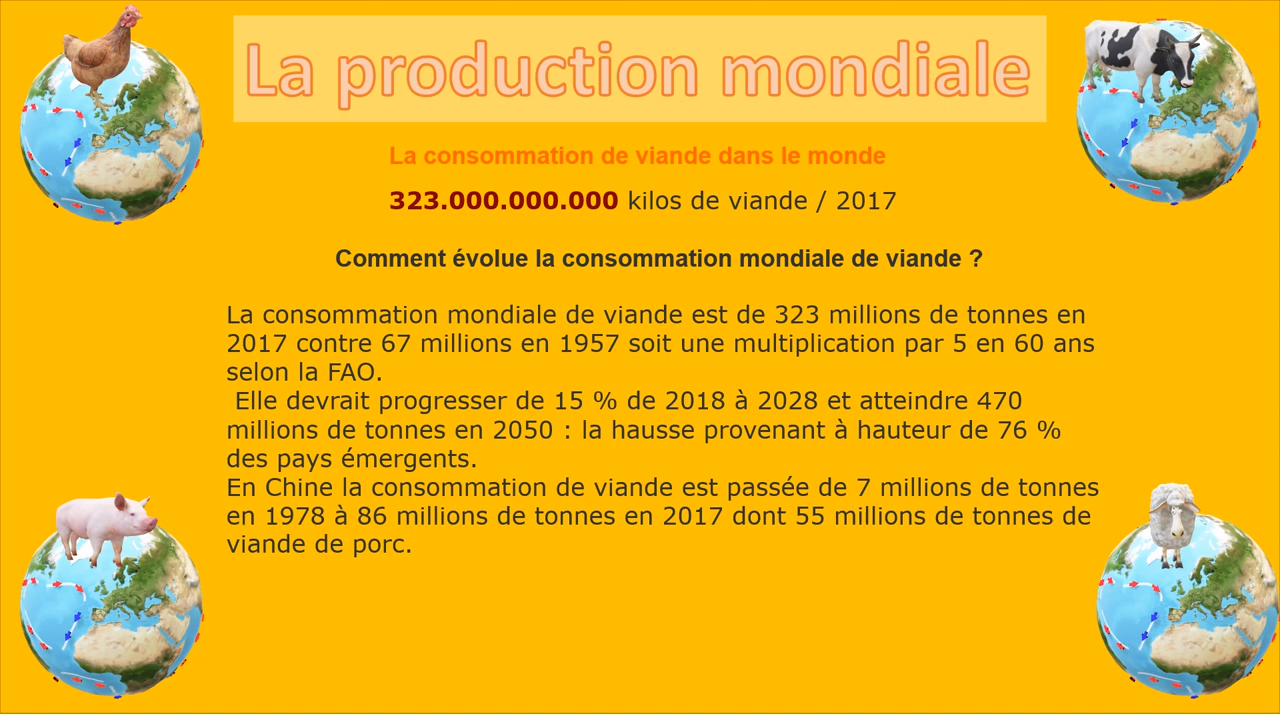 La production mondiale
La consommation de viande dans le monde
323.000.000.000 kilos de viande / 2017
Comment évolue la consommation mondiale de viande ?
La consommation mondiale de viande est de 323 millions de tonnes en
2017 contre 67 millions en 1957 soit une multiplication par 5 en 60 ans
selon la FAO.
Elle devrait progresser de 15 % de 2018 à 2028 et atteindre 470
millions de tonnes en 2050 : la hausse provenant à hauteur de 76 %
des pays émergents.
En Chine la consommation de viande est passée de 7 millions de tonnes
en 1978 à 86 millions de tonnes en 2017 dont 55 millions de tonnes de
viande de porc.